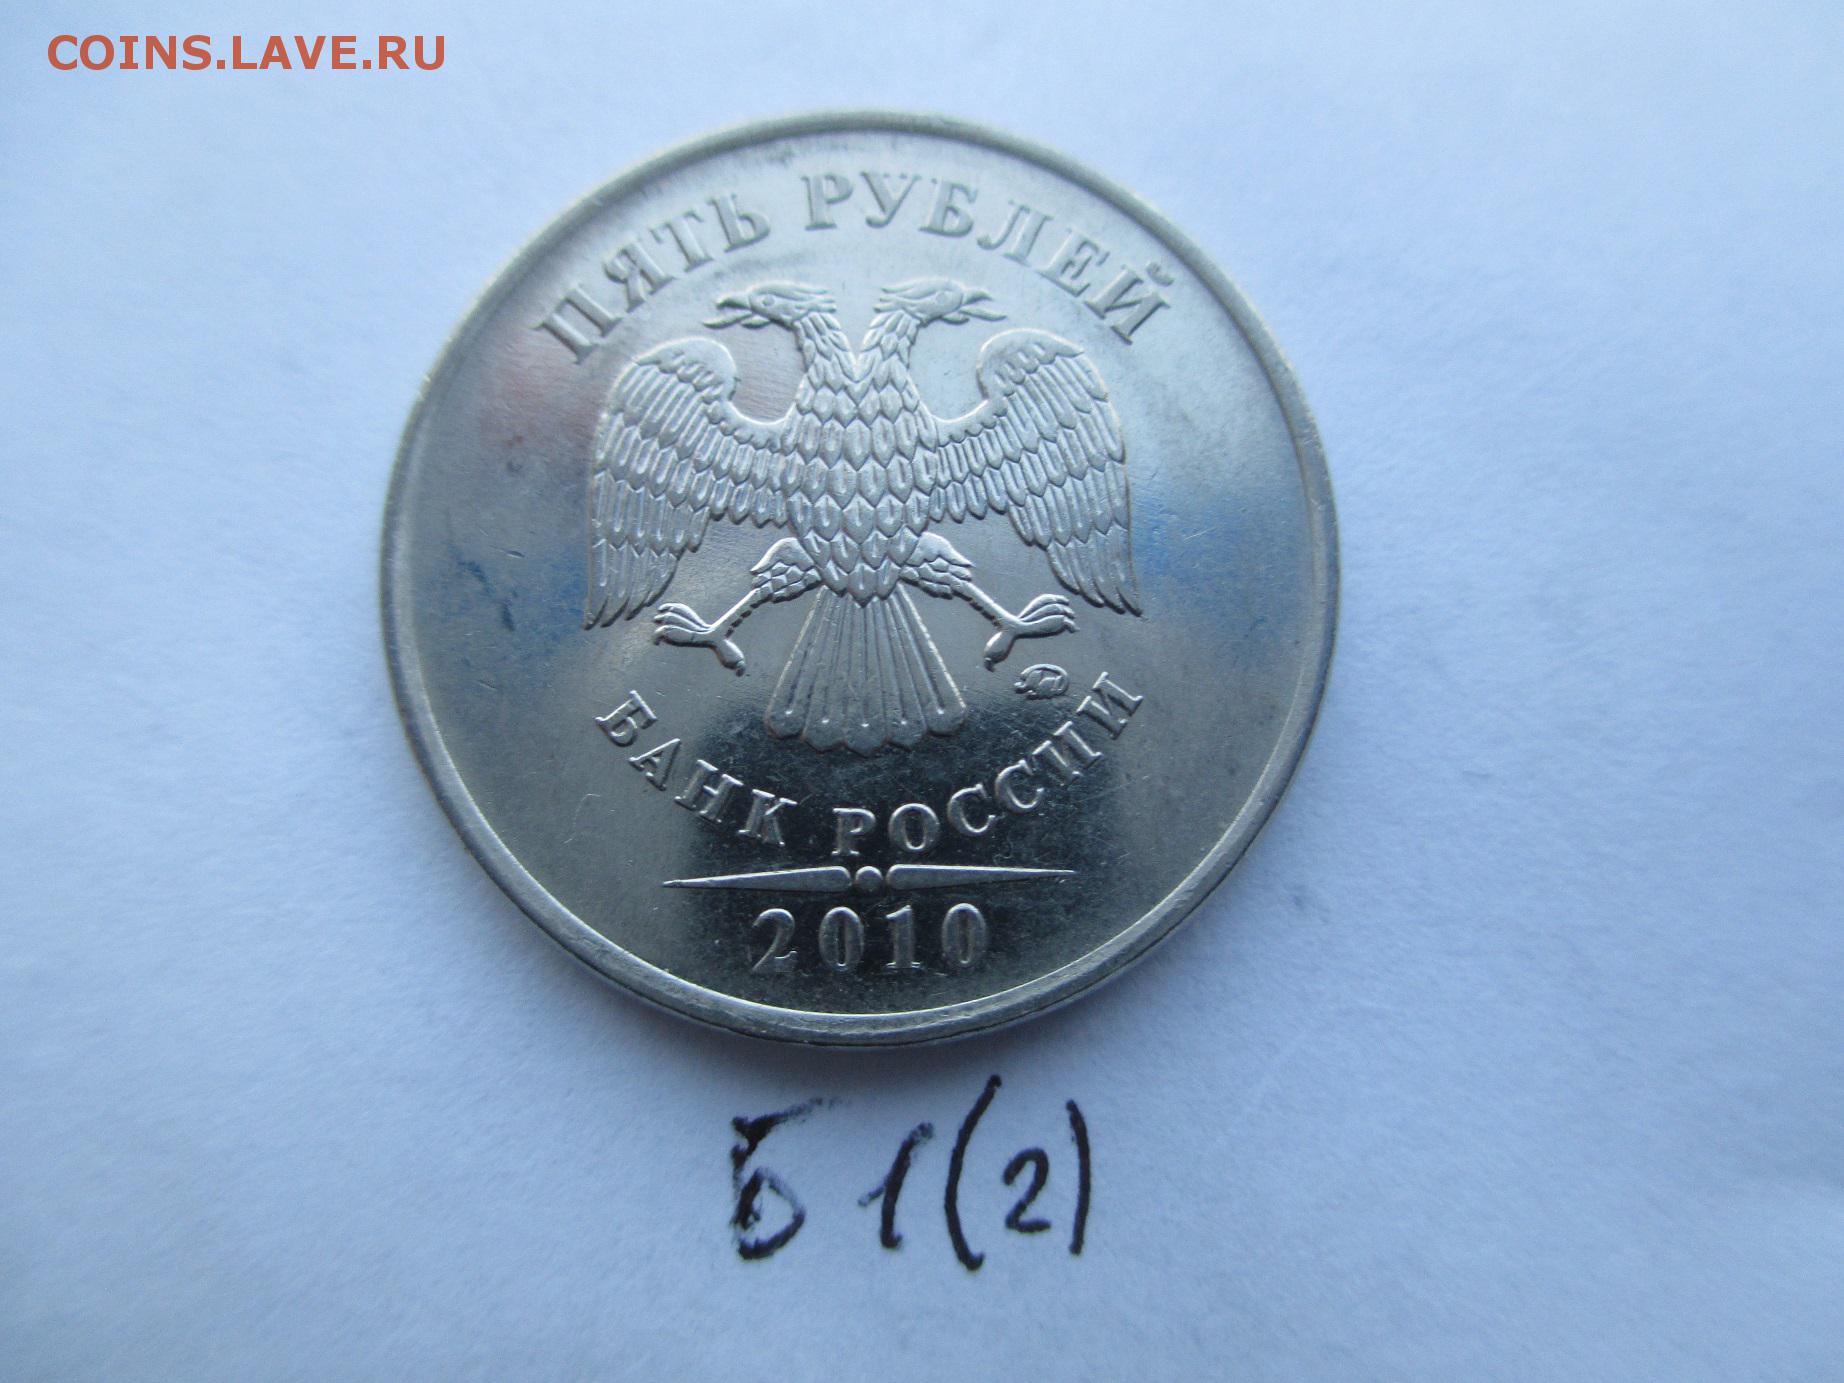 COINS.LAVE.RU
ПЯТЬ РУБЛЕЙ
БАНК РОССИИ
2010
Б1(2)